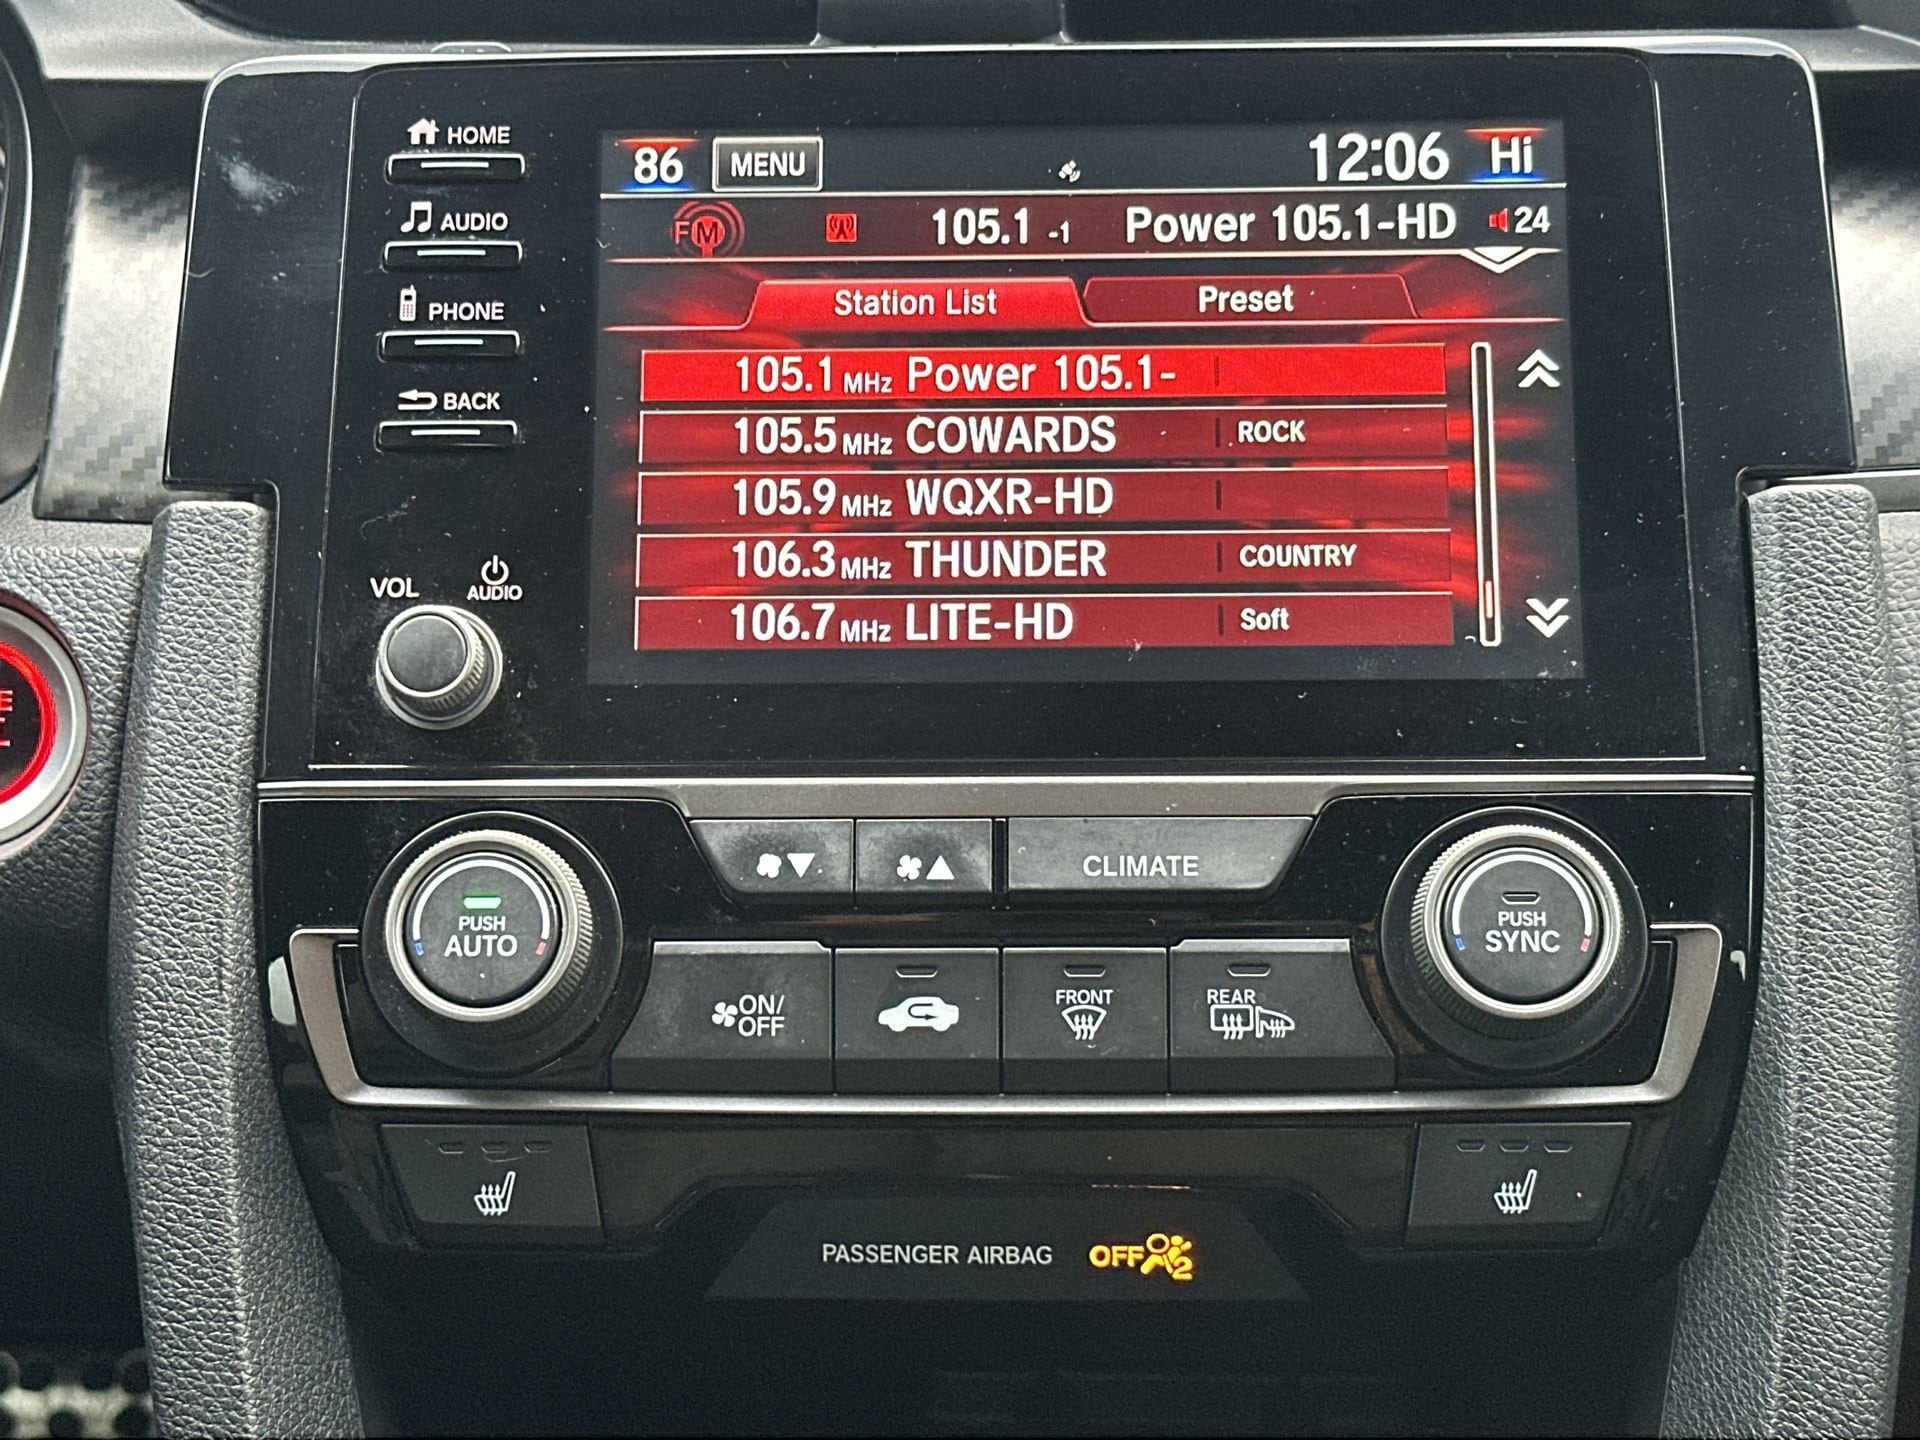 HOME
AUDIO
PHONE
BACK
VOL
AUDIO
86 MENU 12:06 Hi
FM 105.1 -1 Power 105.1-HD 24
Station List Preset
105.1 MHz Power 105.1-
105.5 MHz COWARDS ROCK
105.9 MHz WQXR-HD
106.3 MHz THUNDER COUNTRY
106.7 MHz LITE-HD Soft
CLIMATE
PUSH
AUTO
PUSH
SYNC
ON/
OFF
FRONT
REAR
PASSENGER AIRBAG OFF 2